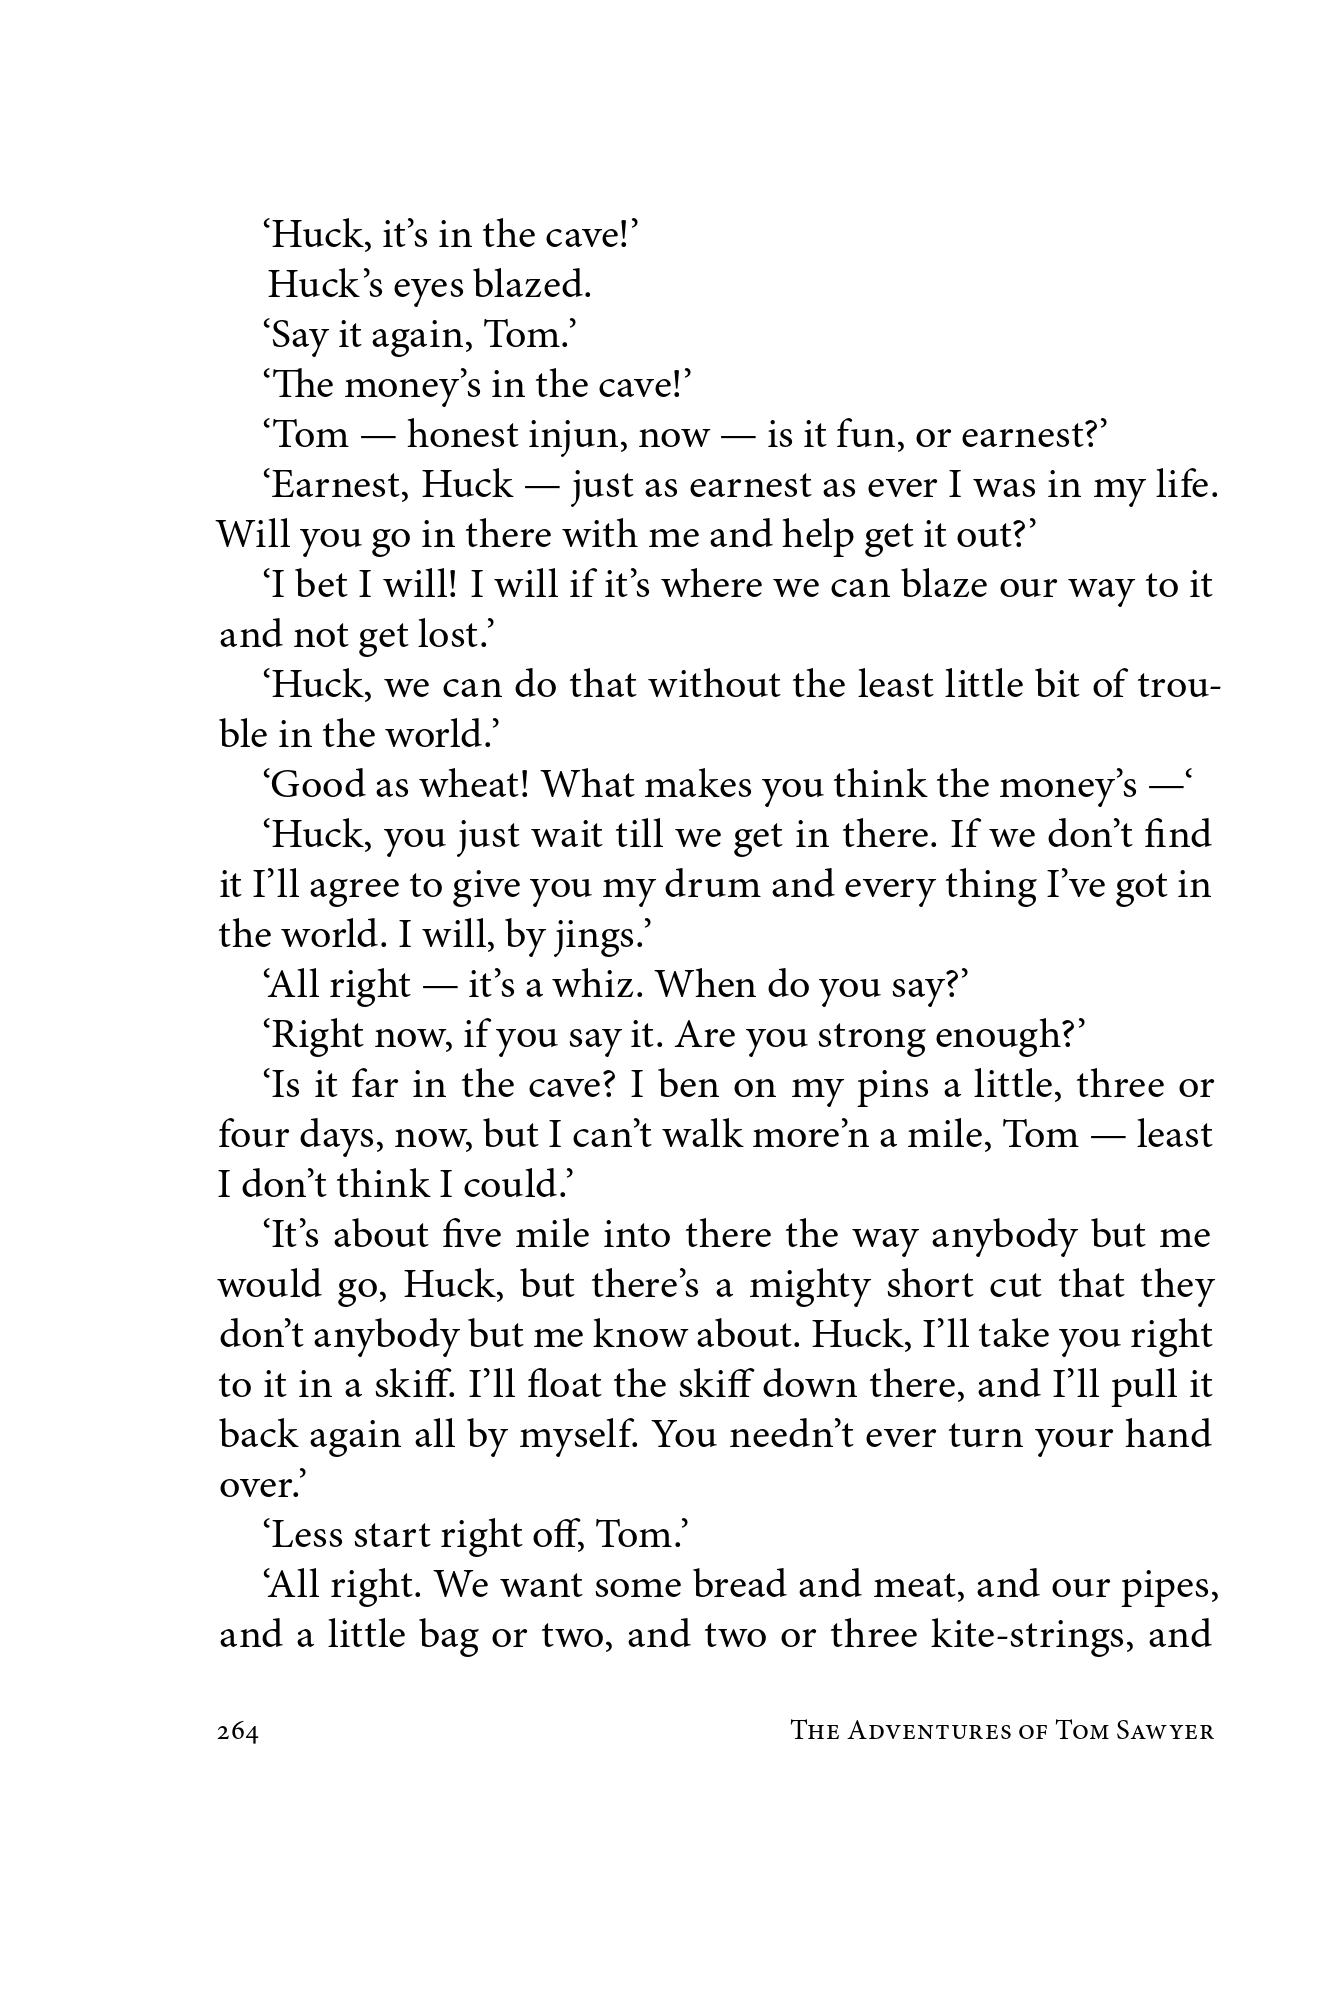 ‘Huck, it’s in the cave!’
Huck’s eyes blazed.
‘Say it again, Tom.’
‘The money’s in the cave!’
‘Tom — honest injun, now — is it fun, or earnest?’
‘Earnest, Huck — just as earnest as ever I was in my life.
Will you go in there with me and help get it out?’
‘I bet I will! I will if it’s where we can blaze our way to it
and not get lost.’
‘Huck, we can do that without the least little bit of trou-
ble in the world.’
‘Good as wheat! What makes you think the money’s —‘
‘Huck, you just wait till we get in there. If we don’t find
it I’ll agree to give you my drum and every thing I’ve got in
the world. I will, by jings.’
‘All right — it’s a whiz. When do you say?’
‘Right now, if you say it. Are you strong enough?’
‘Is it far in the cave? I ben on my pins a little, three or
four days, now, but I can’t walk more’n a mile, Tom — least
I don’t think I could.’
‘It’s about five mile into there the way anybody but me
would go, Huck, but there’s a mighty short cut that they
don’t anybody but me know about. Huck, I’ll take you right
to it in a skiff. I’ll float the skiff down there, and I’ll pull it
back again all by myself. You needn’t ever turn your hand
over.’
‘Less start right off, Tom.’
‘All right. We want some bread and meat, and our pipes,
and a little bag or two, and two or three kite-strings, and
264 The Adventures of Tom Sawyer